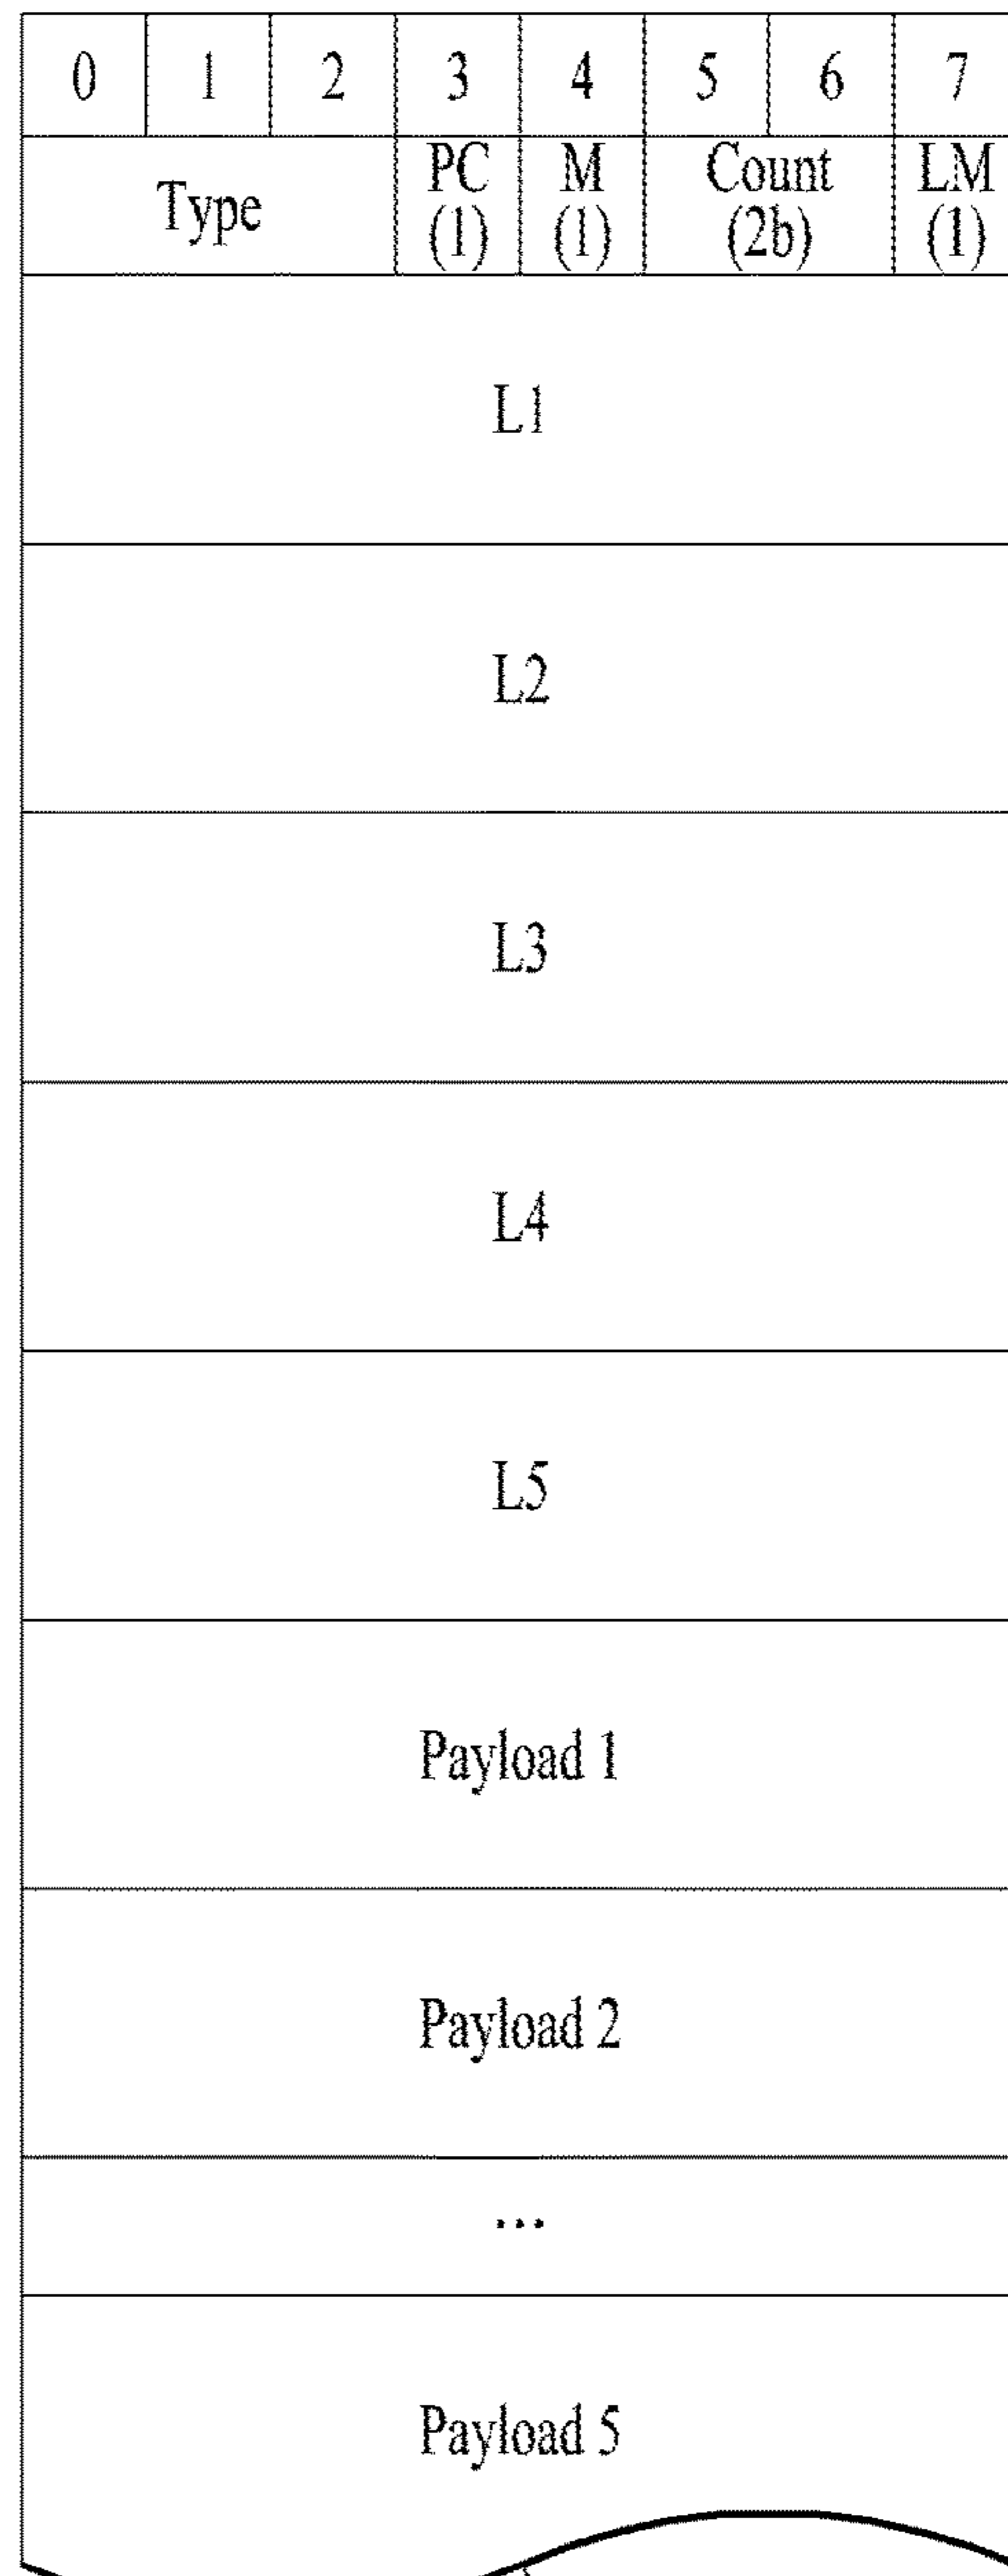 0 1 2 3 4 5 6 7
Type PC (1) M (1) Count (2b) LM (1)
L1
L2
L3
L4
L5
Payload 1
Payload 2
...
Payload 5